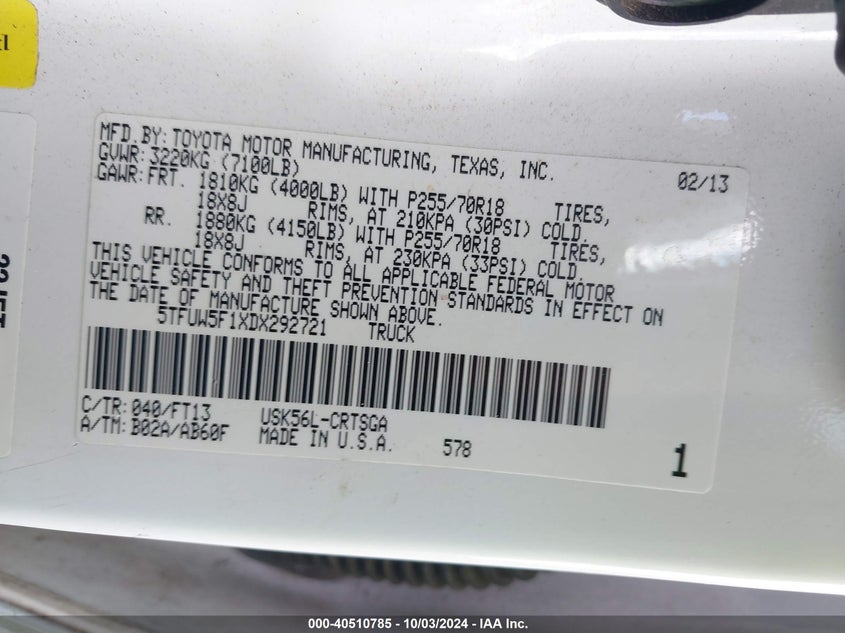 MFD. BY: TOYOTA MOTOR MANUFACTURING, TEXAS, INC. 02/13
GVWR: 3220KG (7100LB)
GAWR: FRT. 1810KG (4000LB) WITH P255/70R18 TIRES,
18X8J RIMS, AT 210KPA (30PSI) COLD.
RR. 1880KG (4150LB) WITH P255/70R18 TIRES,
18X8J RIMS, AT 230KPA (33PSI) COLD.
THIS VEHICLE CONFORMS TO ALL APPLICABLE FEDERAL MOTOR
VEHICLE SAFETY AND THEFT PREVENTION STANDARDS IN EFFECT ON
THE DATE OF MANUFACTURE SHOWN ABOVE.
5TFUW5F1XDX292721 TRUCK
C/TR: 040/FT13 USK56L-CRTSGA
A/TM: B02A/AB60F MADE IN U.S.A. 578 1
000-40510785 - 10/03/2024 - IAA Inc.